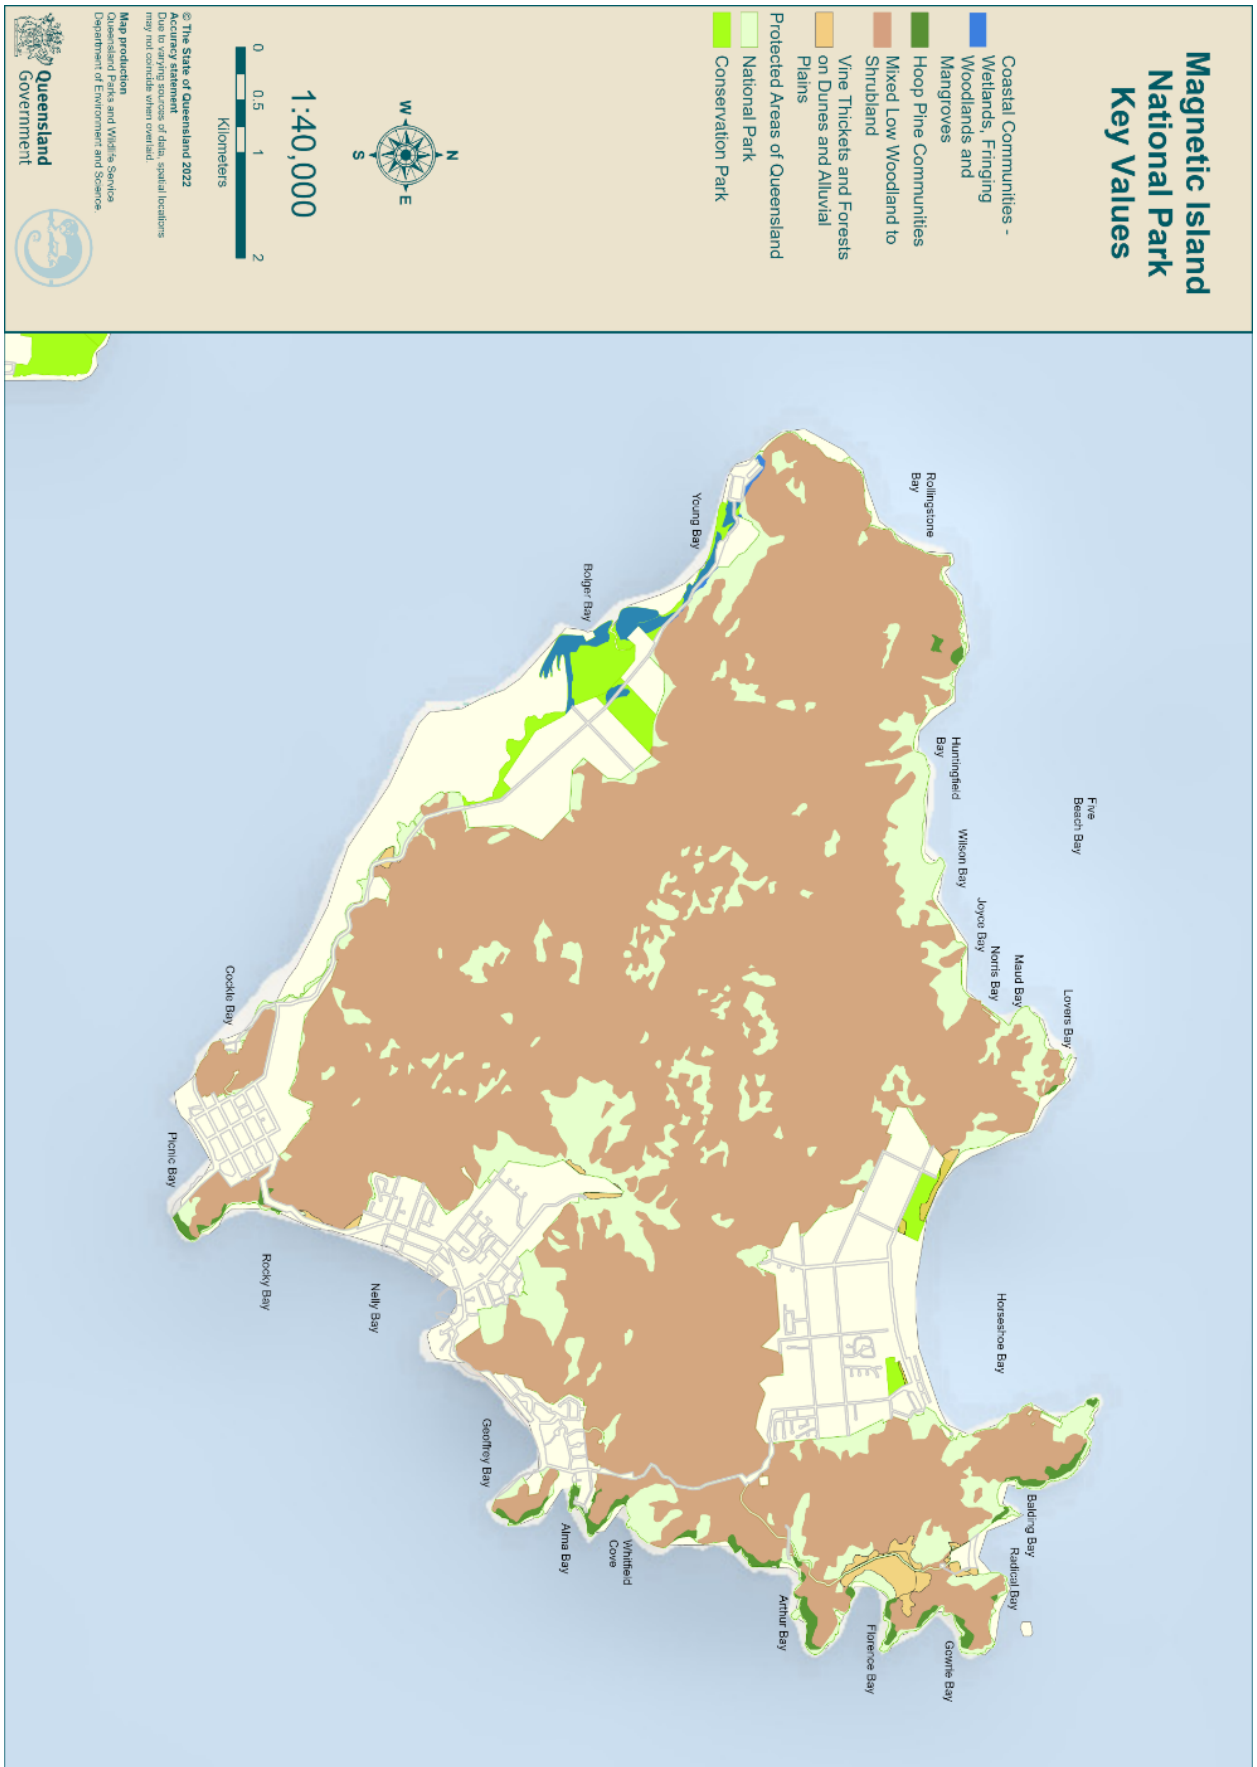 Magnetic Island
National Park
Key Values
Coastal Communities -
Wetlands, Fringing
Woodlands and
Mangroves
Hoop Pine Communities
Mixed Low Woodland to
Shrubland
Vine Thickets and Forests
on Dunes and Alluvial
Plains
Protected Areas of Queensland
National Park
Conservation Park
N
W
E
S
1:40,000
0 0.5 1 2
Kilometers
© The State of Queensland 2022
Accuracy statement
Due to varying sources of data, spatial locations
may not coincide when overlaid.
Map production
Queensland Parks and Wildlife Service
Department of Environment and Science.
Queensland
Government
Five
Beach Bay
Lovers Bay
Maud Bay
Norris Bay
Joyce Bay
Wilson Bay
Huntingfield
Bay
Rollingstone
Bay
Horseshoe Bay
Balding Bay
Radical Bay
Gowrie Bay
Florence Bay
Arthur Bay
Whitfield
Cove
Alma Bay
Geoffrey Bay
Nelly Bay
Rocky Bay
Picnic Bay
Cockle Bay
Bolger Bay
Young Bay